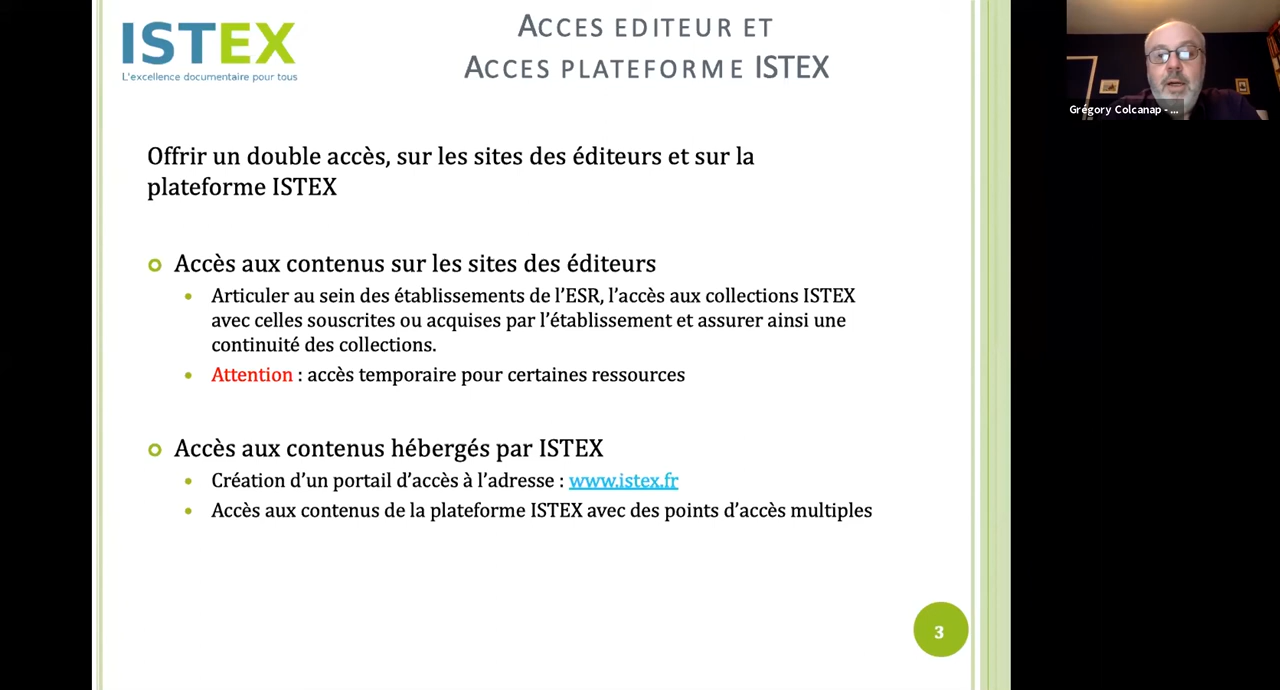 ISTEX
L'excellence documentaire pour tous
ACCES EDITEUR ET
ACCES PLATEFORME ISTEX
Grégory Colcanap - ...
Offrir un double accès, sur les sites des éditeurs et sur la
plateforme ISTEX
Accès aux contenus sur les sites des éditeurs
Articuler au sein des établissements de l'ESR, l'accès aux collections ISTEX
avec celles souscrites ou acquises par l'établissement et assurer ainsi une
continuité des collections.
Attention : accès temporaire pour certaines ressources
Accès aux contenus hébergés par ISTEX
Création d'un portail d'accès à l'adresse : www.istex.fr
Accès aux contenus de la plateforme ISTEX avec des points d'accès multiples
3